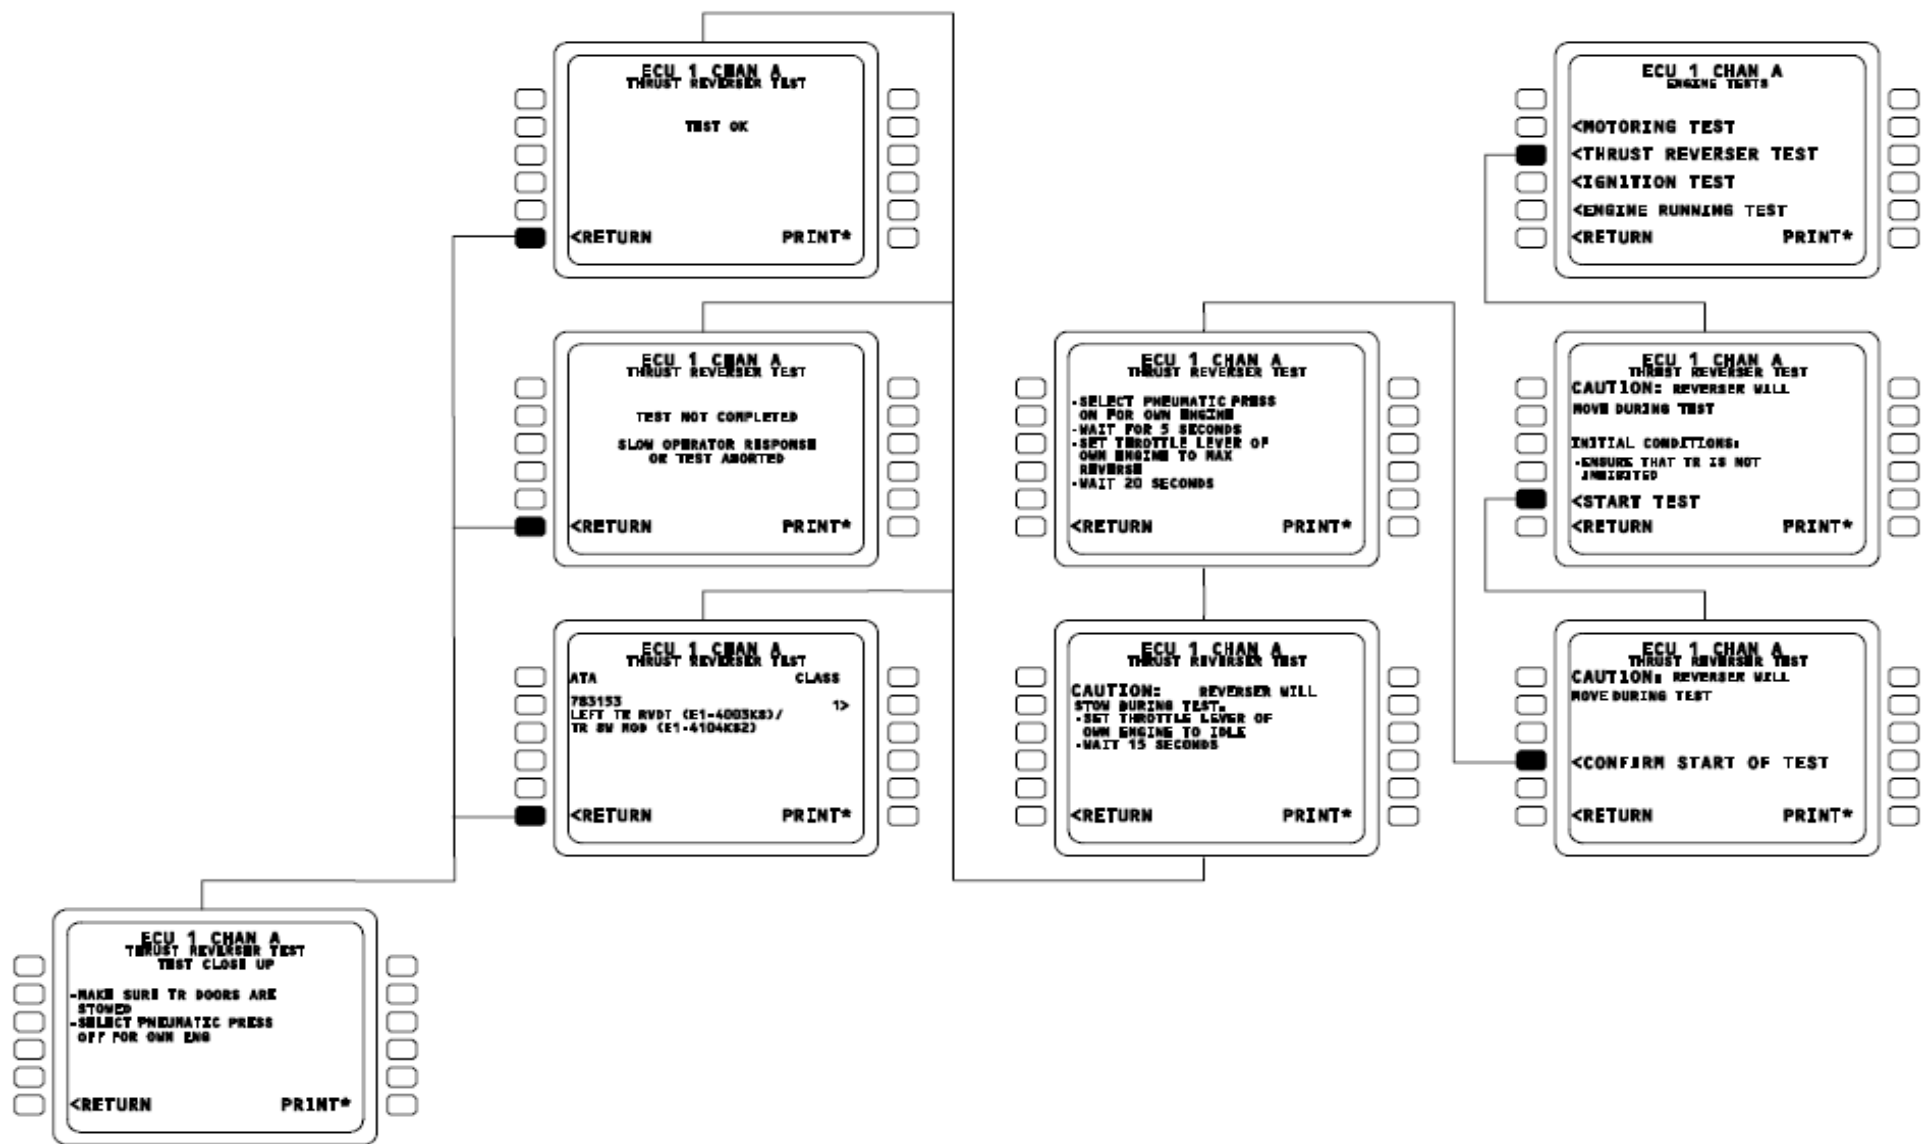 ECU 1 CHAN A
THRUST REVERSER TEST
TEST OK
<RETURN PRINT*
ECU 1 CHAN A
ENGINE TESTS
<MOTORING TEST
<THRUST REVERSER TEST
<IGNITION TEST
<ENGINE RUNNING TEST
<RETURN PRINT*
ECU 1 CHAN A
THRUST REVERSER TEST
TEST NOT COMPLETED
SLOW OPERATOR RESPONSE
OR TEST ABORTED
<RETURN PRINT*
ECU 1 CHAN A
THRUST REVERSER TEST
-SELECT PNEUMATIC PRESS
ON FOR OWN ENGINE
-WAIT FOR 5 SECONDS
-SET THROTTLE LEVER OF
OWN ENGINE TO MAX
REVERSE
-WAIT 20 SECONDS
<RETURN PRINT*
ECU 1 CHAN A
THRUST REVERSER TEST
CAUTION: REVERSER WILL
MOVE DURING TEST
INITIAL CONDITIONS:
-ENSURE THAT TR IS NOT
INHIBITED
<START TEST
<RETURN PRINT*
ECU 1 CHAN A
THRUST REVERSER TEST
ATA CLASS
783153
1>
LEFT TR RVDT (E1-4003KS)/
TR SW MOD (E1-4104KS2)
<RETURN PRINT*
ECU 1 CHAN A
THRUST REVERSER TEST
CAUTION: REVERSER WILL
STOW DURING TEST.
-SET THROTTLE LEVER OF
OWN ENGINE TO IDLE
-WAIT 15 SECONDS
<RETURN PRINT*
ECU 1 CHAN A
THRUST REVERSER TEST
CAUTION: REVERSER WILL
MOVE DURING TEST
<CONFIRM START OF TEST
<RETURN PRINT*
ECU 1 CHAN A
THRUST REVERSER TEST
TEST CLOSE UP
-MAKE SURE TR DOORS ARE
STOWED
-SELECT PNEUMATIC PRESS
OFF FOR OWN ENG
<RETURN PRINT*